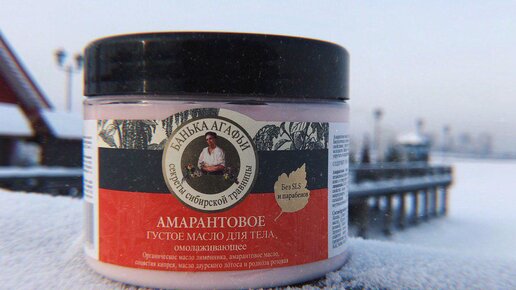 БАНЬКА АГАФЬИ
секреты сибирской травницы
Без SLS
и парабенов
АМАРАНТОВОЕ
ГУСТОЕ МАСЛО ДЛЯ ТЕЛА
омолаживающее
Органическое масло лимонника, амарантовое масло,
соцветия кипрея, масло даурского лотоса и родиола розовая